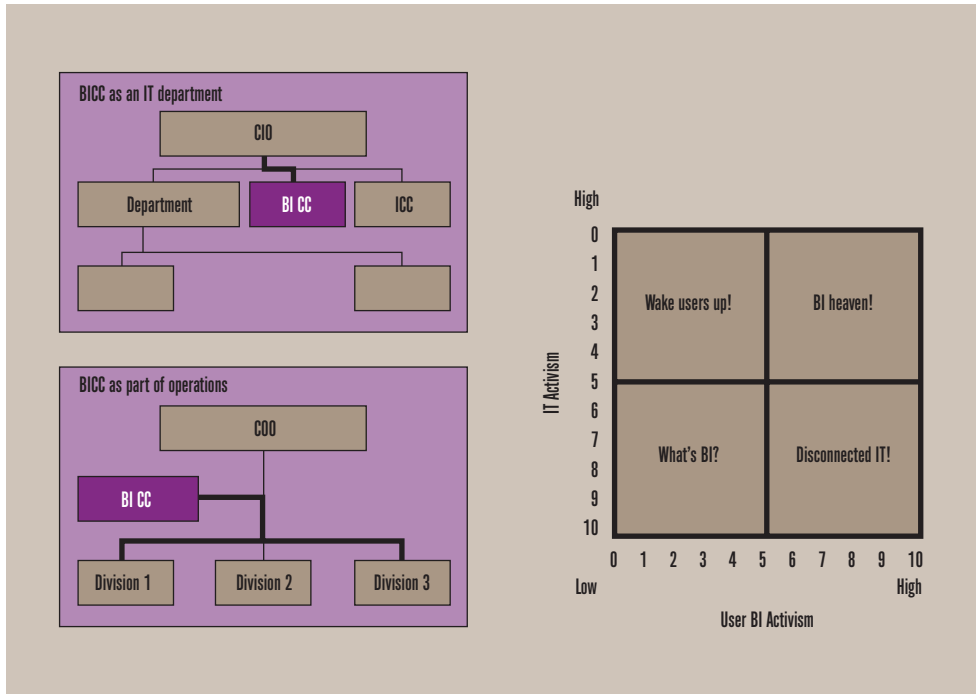 BICC as an IT department
CIO
Department
BI CC
ICC
BICC as part of operations
COO
BI CC
Division 1
Division 2
Division 3
High
0
1
2
3
4
5
6
7
8
9
10
IT Activism
Wake users up!
BI heaven!
What's BI?
Disconnected IT!
0 1 2 3 4 5 6 7 8 9 10
Low
High
User BI Activism